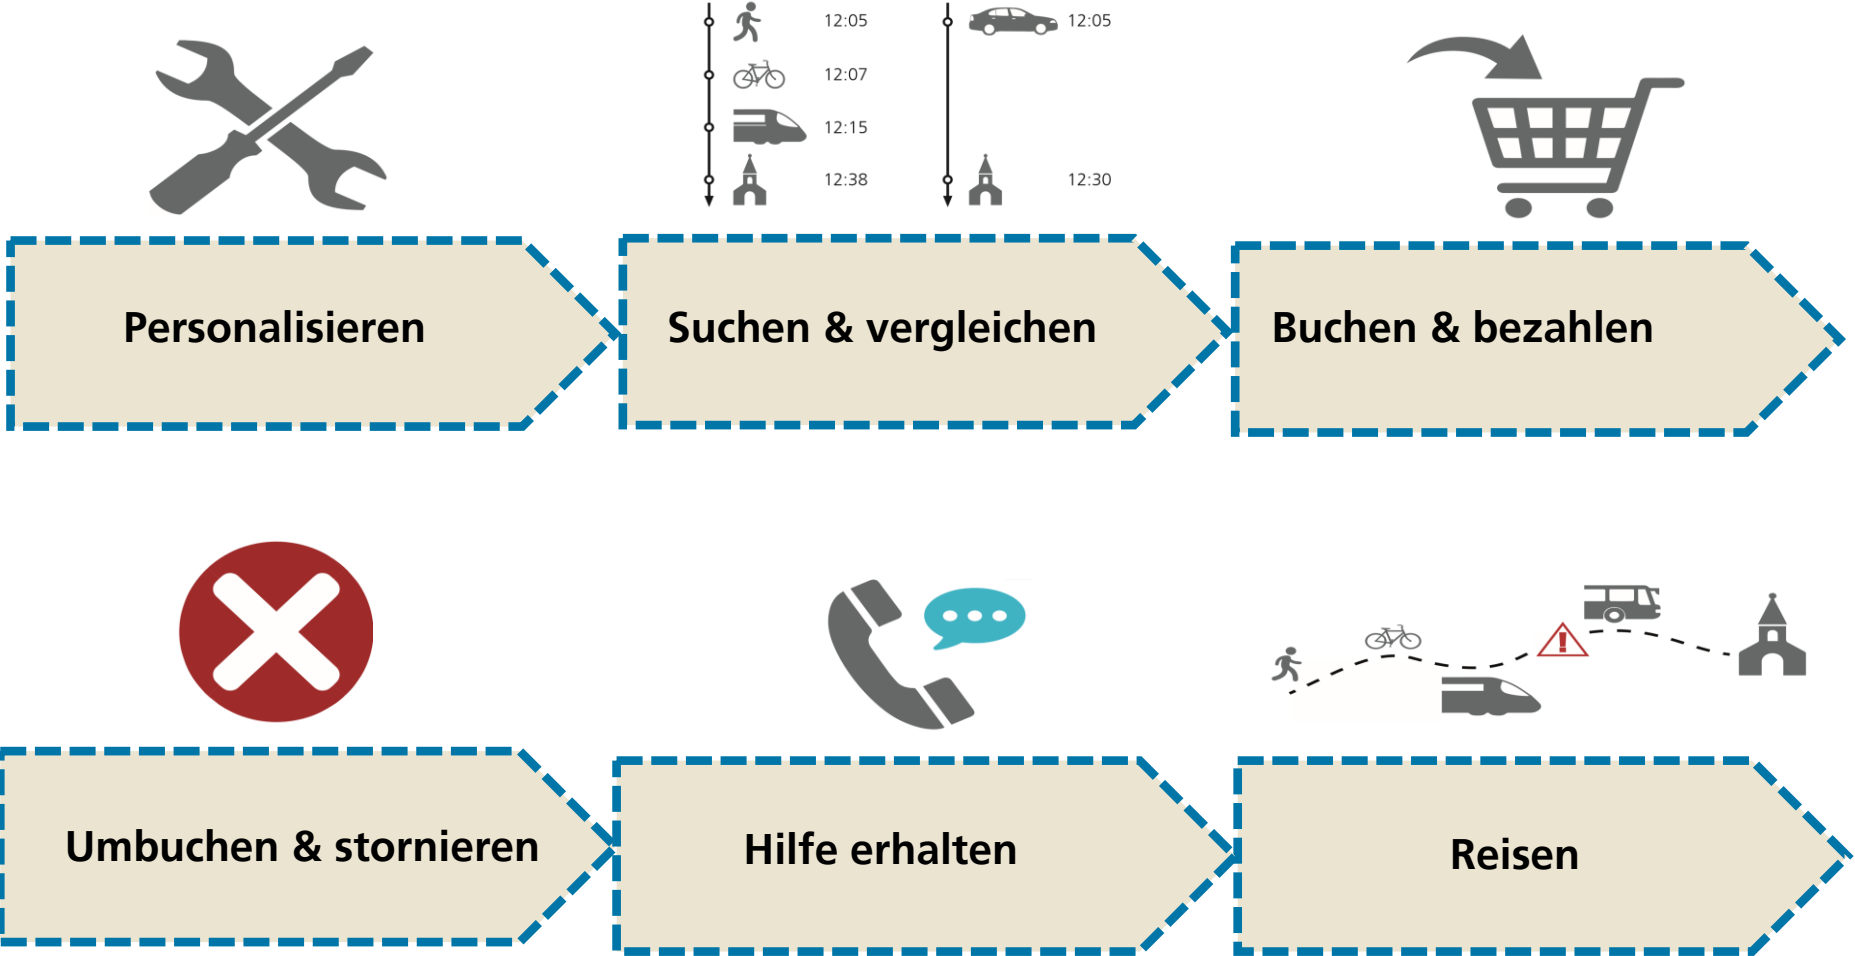 12:05
12:07
12:15
12:38
12:05
12:30
Personalisieren
Suchen & vergleichen
Buchen & bezahlen
Umbuchen & stornieren
Hilfe erhalten
Reisen